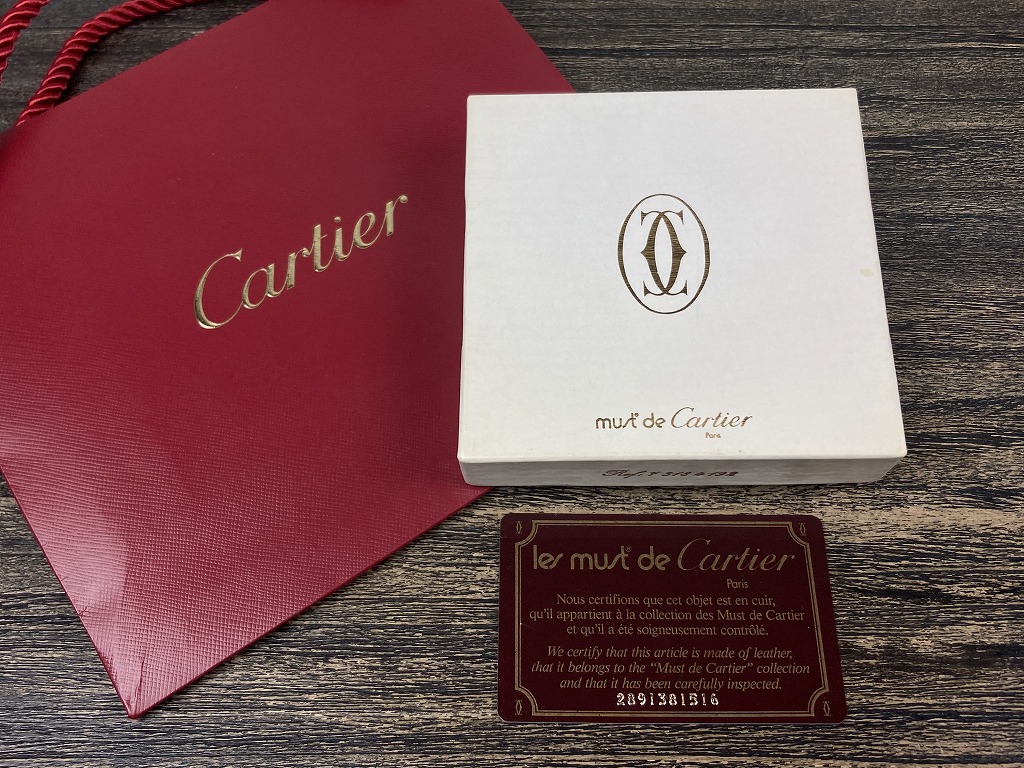 Cartier
must de Cartier
Paris
les must de Cartier
Paris
Nous certifions que cet objet est en cuir,
qu'il appartient à la collection des Must de Cartier
et qu'il a été soigneusement contrôlé.
We certify that this article is made of leather,
that it belongs to the "Must de Cartier" collection
and that it has been carefully inspected.
2891381516